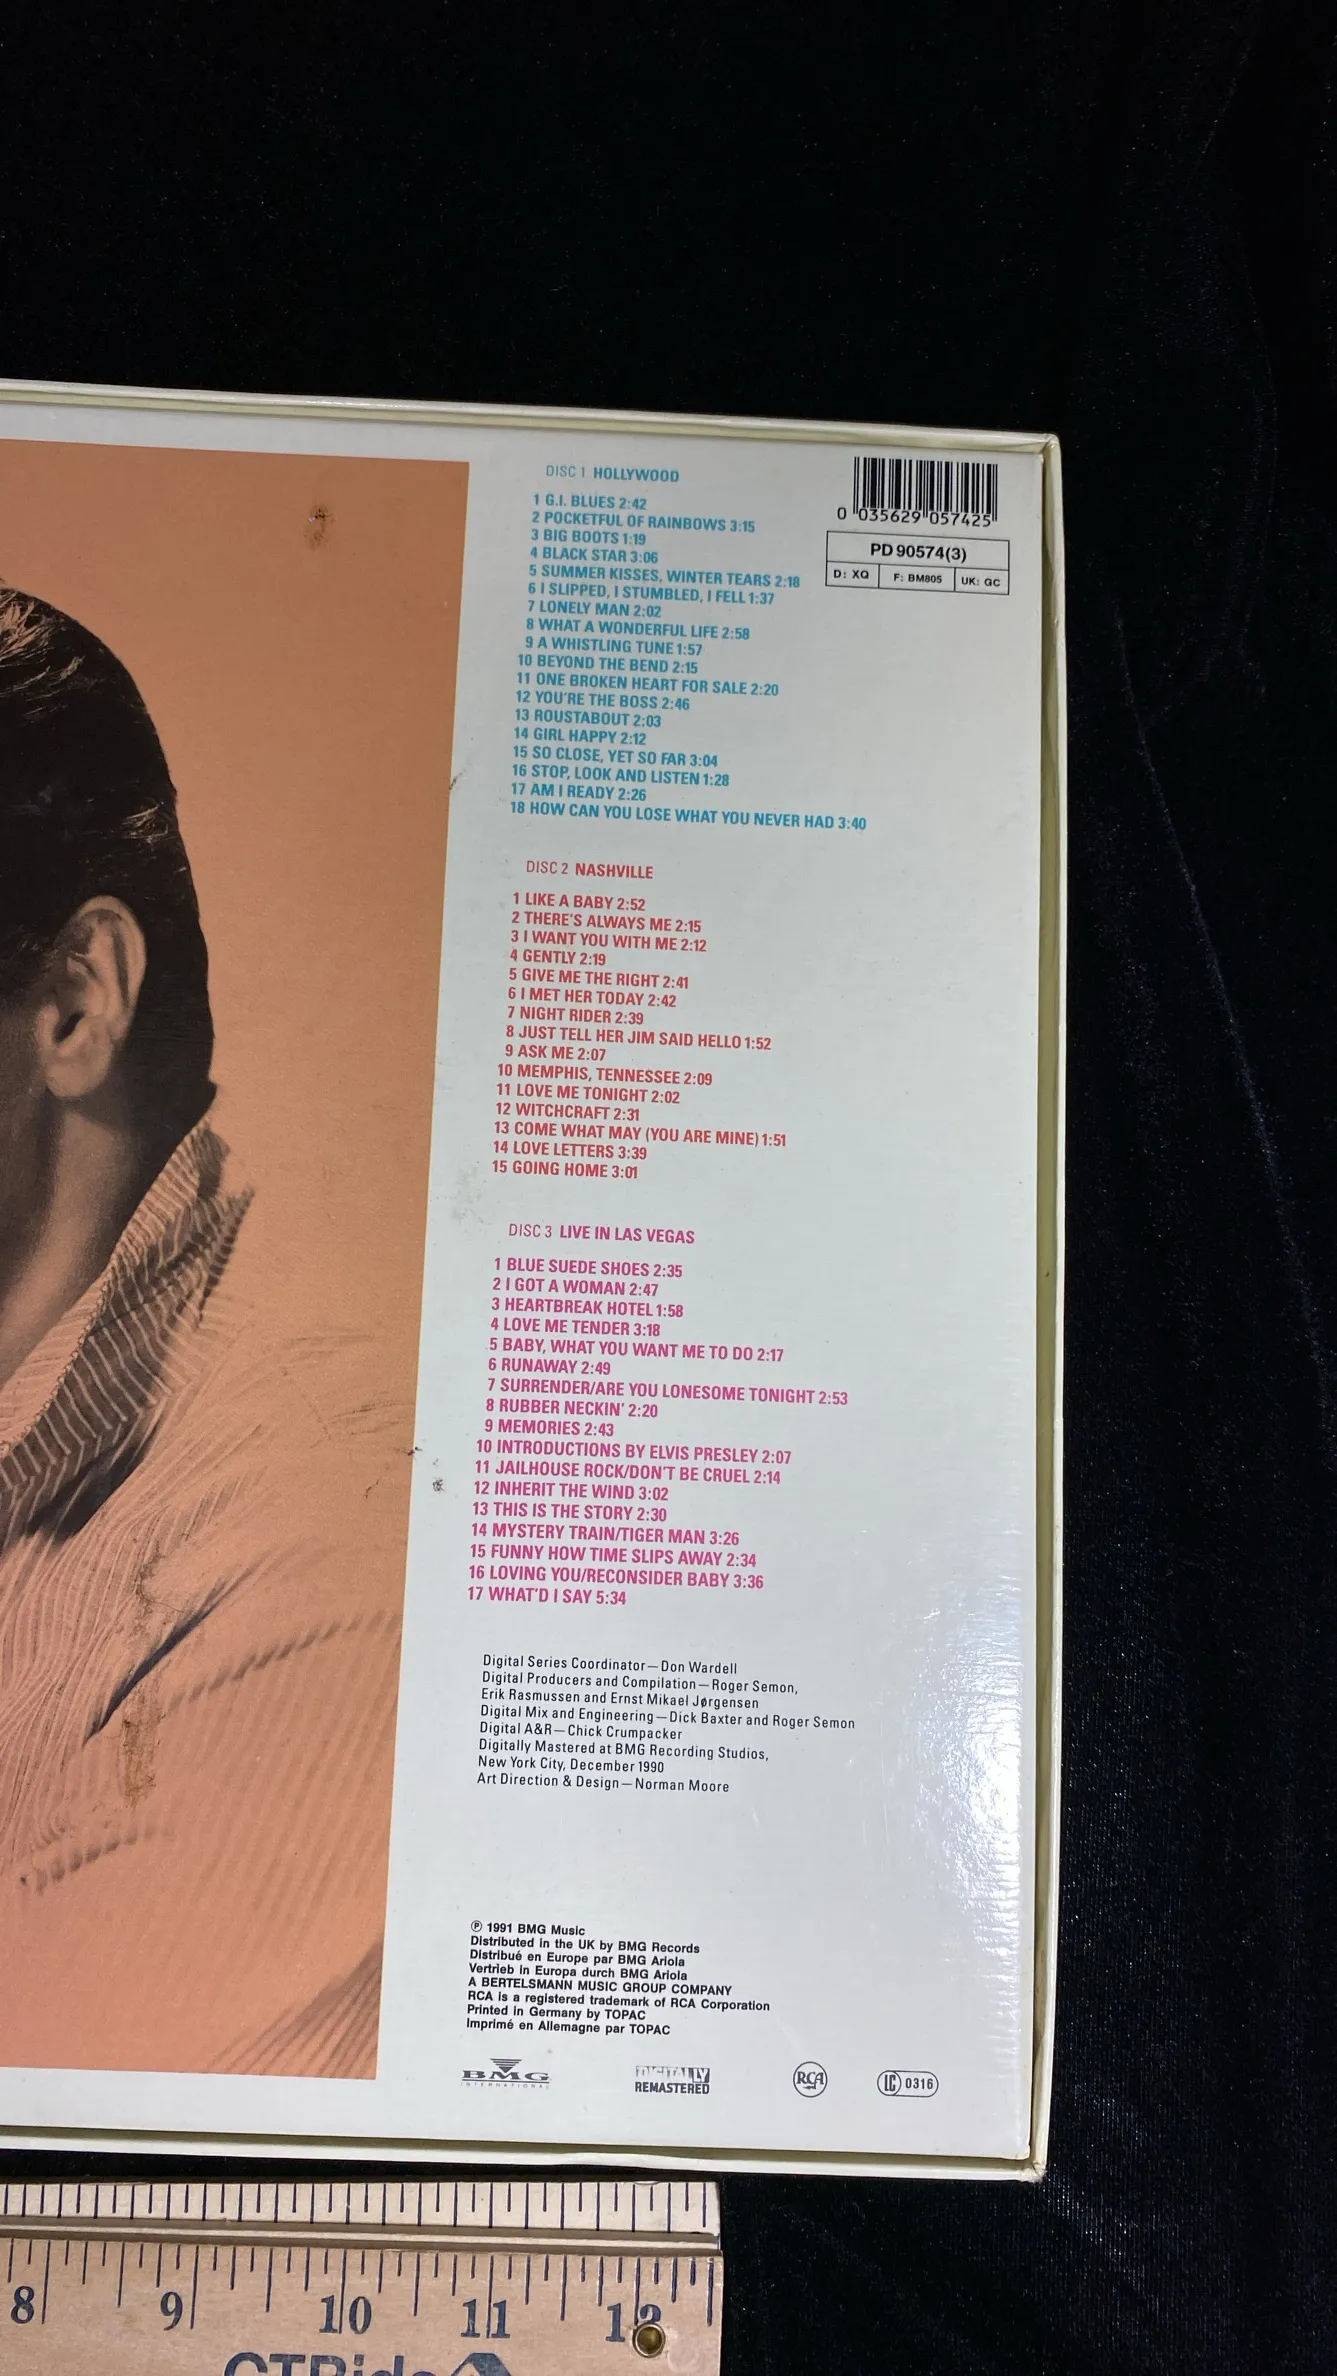 DISC 1 HOLLYWOOD
1 G.I. BLUES 2:42
2 POCKETFUL OF RAINBOWS 3:15
3 BIG BOOTS 1:19
4 BLACK STAR 3:06
5 SUMMER KISSES, WINTER TEARS 2:18
6 I SLIPPED, I STUMBLED, I FELL 1:37
7 LONELY MAN 2:02
8 WHAT A WONDERFUL LIFE 2:58
9 A WHISTLING TUNE 1:57
10 BEYOND THE BEND 2:15
11 ONE BROKEN HEART FOR SALE 2:20
12 YOU'RE THE BOSS 2:46
13 ROUSTABOUT 2:03
14 GIRL HAPPY 2:12
15 SO CLOSE, YET SO FAR 3:04
16 STOP, LOOK AND LISTEN 1:28
17 AM I READY 2:26
18 HOW CAN YOU LOSE WHAT YOU NEVER HAD 3:40
0 035629 057425
PD 90574(3)
D: XQ F: BM805 UK: GC
DISC 2 NASHVILLE
1 LIKE A BABY 2:52
2 THERE'S ALWAYS ME 2:15
3 I WANT YOU WITH ME 2:12
4 GENTLY 2:19
5 GIVE ME THE RIGHT 2:41
6 I MET HER TODAY 2:42
7 NIGHT RIDER 2:39
8 JUST TELL HER JIM SAID HELLO 1:52
9 ASK ME 2:07
10 MEMPHIS, TENNESSEE 2:09
11 LOVE ME TONIGHT 2:02
12 WITCHCRAFT 2:31
13 COME WHAT MAY (YOU ARE MINE) 1:51
14 LOVE LETTERS 3:39
15 GOING HOME 3:01
DISC 3 LIVE IN LAS VEGAS
1 BLUE SUEDE SHOES 2:35
2 I GOT A WOMAN 2:47
3 HEARTBREAK HOTEL 1:58
4 LOVE ME TENDER 3:18
5 BABY, WHAT YOU WANT ME TO DO 2:17
6 RUNAWAY 2:49
7 SURRENDER/ARE YOU LONESOME TONIGHT 2:53
8 RUBBER NECKIN' 2:20
9 MEMORIES 2:43
10 INTRODUCTIONS BY ELVIS PRESLEY 2:07
11 JAILHOUSE ROCK/DON'T BE CRUEL 2:14
12 INHERIT THE WIND 3:02
13 THIS IS THE STORY 2:30
14 MYSTERY TRAIN/TIGER MAN 3:26
15 FUNNY HOW TIME SLIPS AWAY 2:34
16 LOVING YOU/RECONSIDER BABY 3:36
17 WHAT'D I SAY 5:34
Digital Series Coordinator—Don Wardell
Digital Producers and Compilation—Roger Semon,
Erik Rasmussen and Ernst Mikael Jørgensen
Digital Mix and Engineering—Dick Baxter and Roger Semon
Digital A&R—Chick Crumpacker
Digitally Mastered at BMG Recording Studios,
New York City, December 1990
Art Direction & Design—Norman Moore
℗ 1991 BMG Music
Distributed in the UK by BMG Records
Distribué en Europe par BMG Ariola
Vertrieb in Europa durch BMG Ariola
A BERTELSMANN MUSIC GROUP COMPANY
RCA is a registered trademark of RCA Corporation
Printed in Germany by TOPAC
Imprimé en Allemagne par TOPAC
BMG
INTERNATIONAL
DIGITALLY
REMASTERED
RCA
LC 0316
8 9 10 11 12